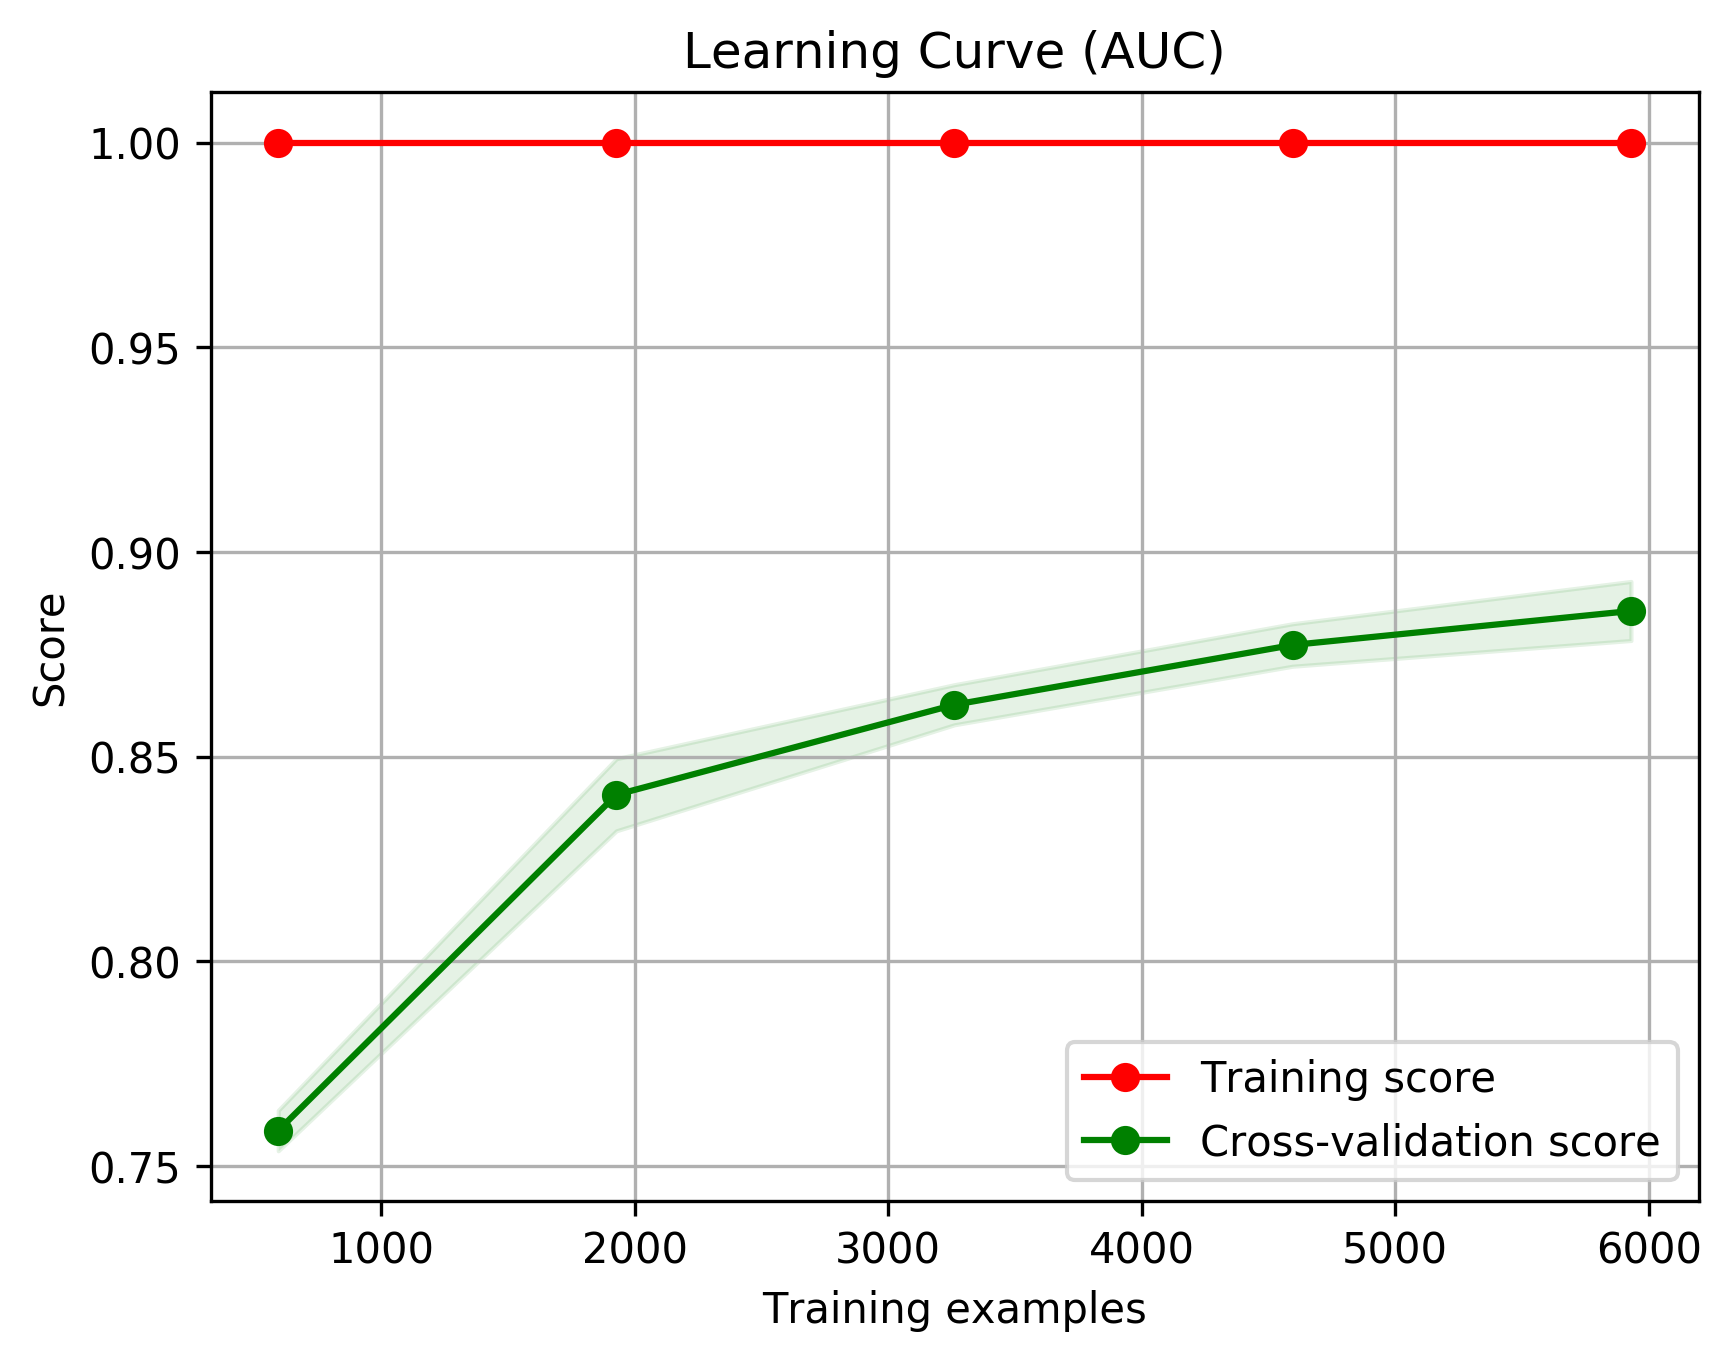 Learning Curve (AUC)
1.00
0.95
0.90
0.85
0.80
0.75
Score
Training score
Cross-validation score
1000 2000 3000 4000 5000 6000
Training examples